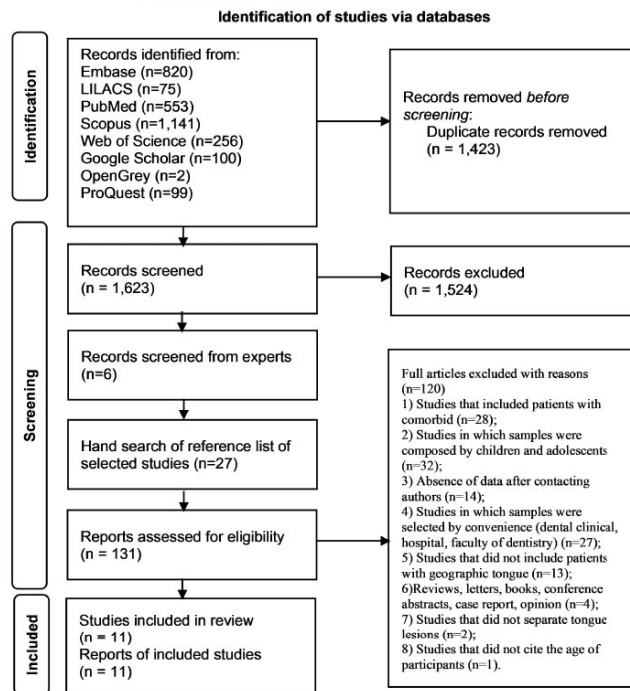 Identification of studies via databases
Identification
Records identified from:
Embase (n=820)
LILACS (n=75)
PubMed (n=553)
Scopus (n=1,141)
Web of Science (n=256)
Google Scholar (n=100)
OpenGrey (n=2)
ProQuest (n=99)
Records removed before
screening:
Duplicate records removed
(n = 1,423)
Screening
Records screened
(n = 1,623)
Records excluded
(n = 1,524)
Records screened from experts
(n=6)
Hand search of reference list of
selected studies (n=27)
Reports assessed for eligibility
(n = 131)
Full articles excluded with reasons
(n=120)
1) Studies that included patients with
comorbid (n=28);
2) Studies in which samples were
composed by children and adolescents
(n=32);
3) Absence of data after contacting
authors (n=14);
4) Studies in which samples were
selected by convenience (dental clinical,
hospital, faculty of dentistry) (n=27);
5) Studies that did not include patients
with geographic tongue (n=13);
6)Reviews, letters, books, conference
abstracts, case report, opinion (n=4);
7) Studies that did not separate tongue
lesions (n=2);
8) Studies that did not cite the age of
participants (n=1).
Included
Studies included in review
(n = 11)
Reports of included studies
(n = 11)